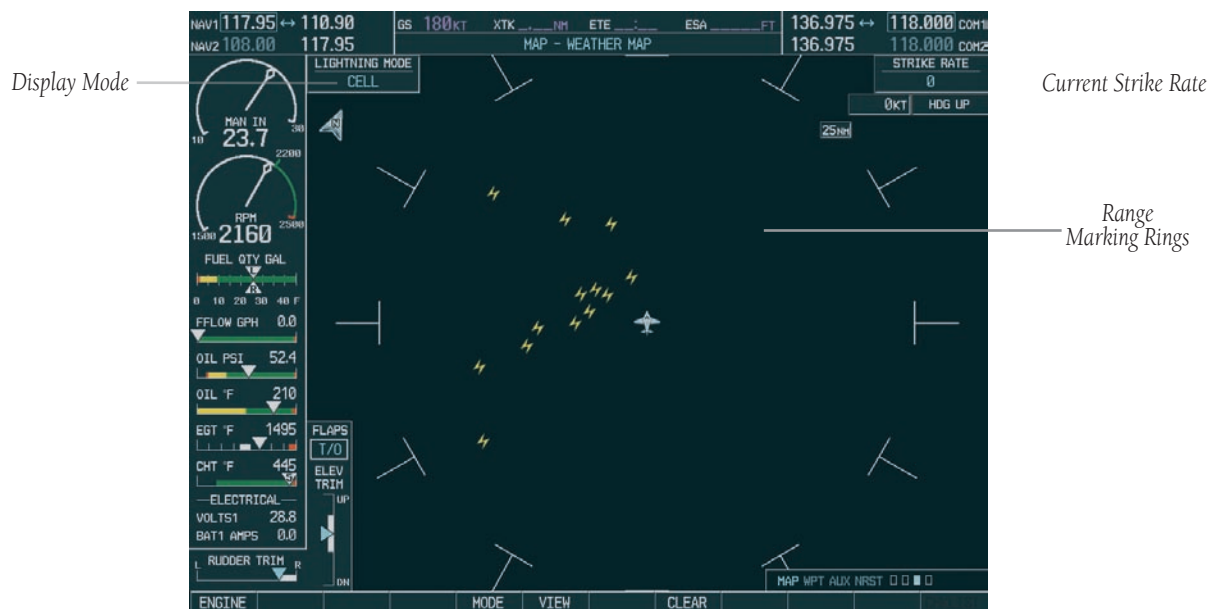 NAV1 117.95 ↔ 110.90 GS 180KT XTK _._NM ETE __:__ ESA _____FT 136.975 ↔ 118.000 COM1
NAV2 108.00 117.95 MAP - WEATHER MAP 136.975 118.000 COM2
Display Mode
LIGHTNING MODE
CELL
STRIKE RATE
0
Current Strike Rate
0KT HDG UP
25NM
N
10 MAN IN 30
23.7
2200
RPM 2500
1500 2160
Range
Marking Rings
FUEL QTY GAL
L
R
0 10 20 30 40 F
FFLOW GPH 0.0
OIL PSI 52.4
OIL °F 210
EGT °F 1495
CHT °F 445
ELECTRICAL
VOLTS1 28.8
BAT1 AMPS 0.0
L RUDDER TRIM R
FLAPS
T/O
ELEV
TRIM
UP
DN
MAP WPT AUX NRST
ENGINE MODE VIEW CLEAR